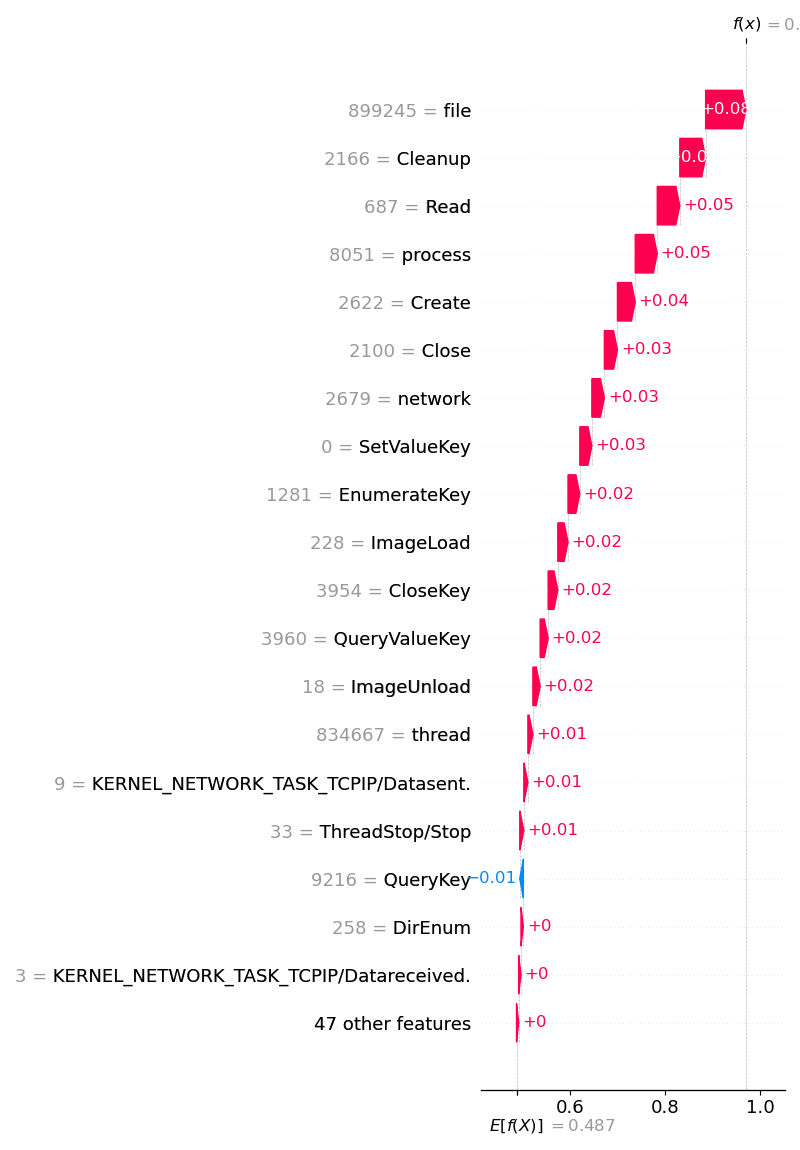 f(x) = 0.
899245 = file +0.08
2166 = Cleanup
687 = Read +0.05
8051 = process +0.05
2622 = Create +0.04
2100 = Close +0.03
2679 = network +0.03
0 = SetValueKey +0.03
1281 = EnumerateKey +0.02
228 = ImageLoad +0.02
3954 = CloseKey +0.02
3960 = QueryValueKey +0.02
18 = ImageUnload +0.02
834667 = thread +0.01
9 = KERNEL_NETWORK_TASK_TCPIP/Datasent. +0.01
33 = ThreadStop/Stop +0.01
9216 = QueryKey −0.01
258 = DirEnum +0
3 = KERNEL_NETWORK_TASK_TCPIP/Datareceived. +0
47 other features +0
0.6 0.8 1.0
E[f(X)] = 0.487